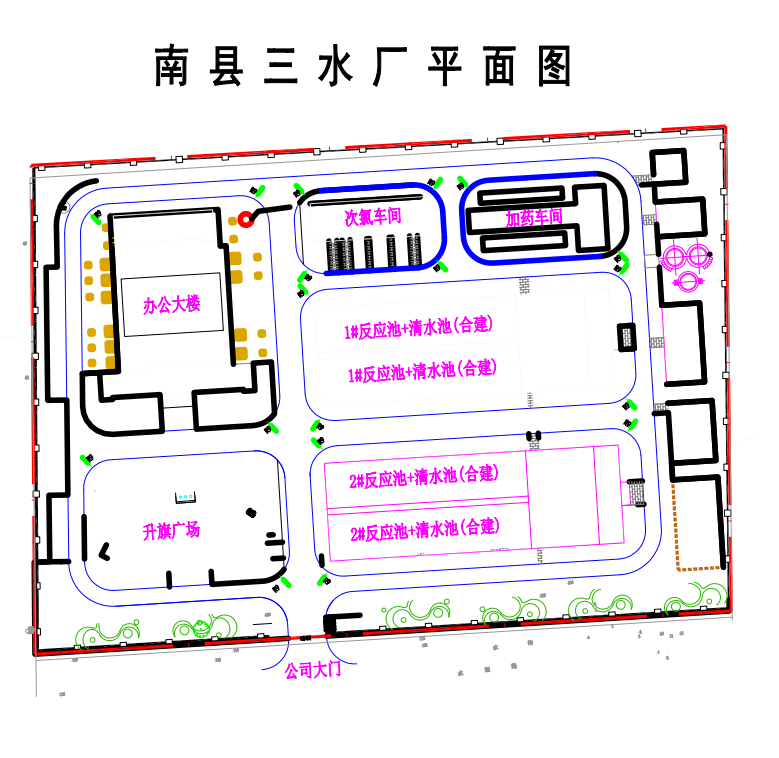 南县三水厂平面图
次氯车间
加药车间
办公大楼
1#反应池+清水池(合建)
1#反应池+清水池(合建)
2#反应池+清水池(合建)
升旗广场
2#反应池+清水池(合建)
公司大门